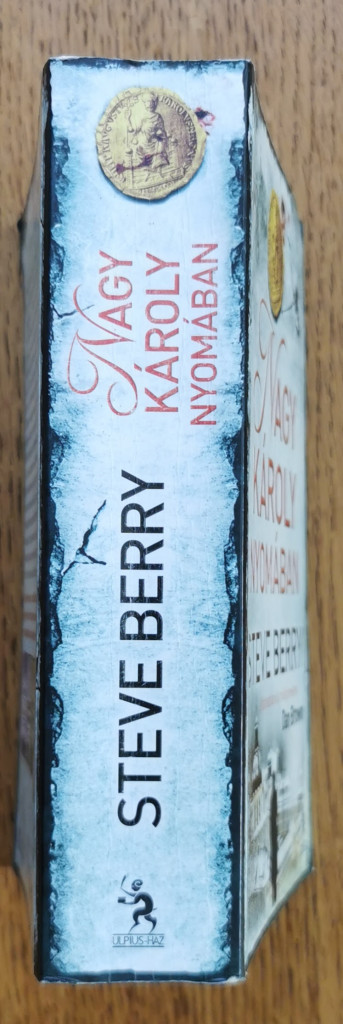 NAGY
KÁROLY
NYOMÁBAN
STEVE BERRY
ULPIUS-HÁZ
NAGY
KÁROLY
NYOMÁBAN
STEVE BERRY